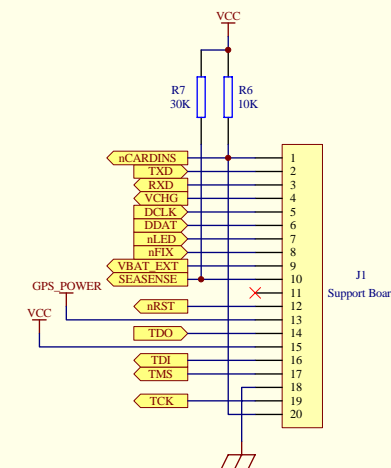 VCC
R7
30K
R6
10K
nCARDINS
TXD
RXD
VCHG
DCLK
DDAT
nLED
nFIX
VBAT_EXT
SEASENSE
GPS_POWER
VCC
nRST
TDO
TDI
TMS
TCK
1
2
3
4
5
6
7
8
9
10
11
12
13
14
15
16
17
18
19
20
J1
Support Boar